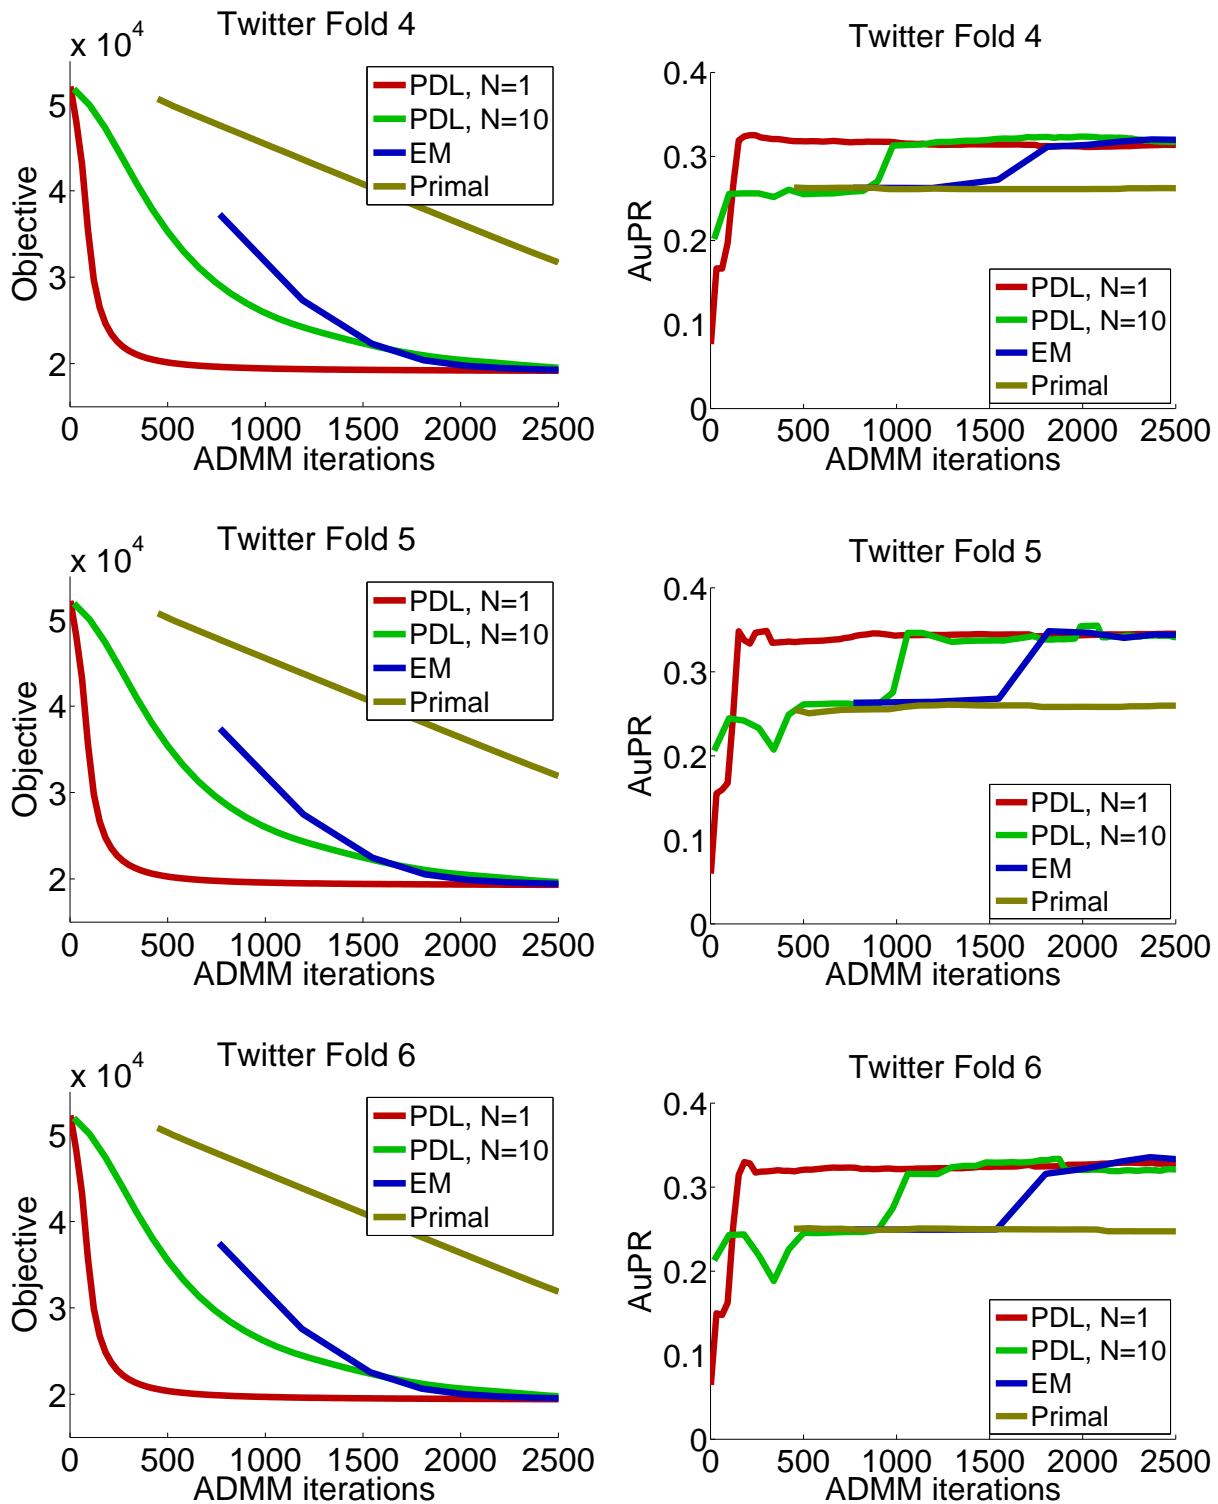 Twitter Fold 4
x 10^4
5
4
3
2
0 500 1000 1500 2000 2500
ADMM iterations
Objective
PDL, N=1
PDL, N=10
EM
Primal
Twitter Fold 4
0.4
0.3
0.2
0.1
0
0 500 1000 1500 2000 2500
ADMM iterations
AuPR
PDL, N=1
PDL, N=10
EM
Primal
Twitter Fold 5
x 10^4
5
4
3
2
0 500 1000 1500 2000 2500
ADMM iterations
Objective
PDL, N=1
PDL, N=10
EM
Primal
Twitter Fold 5
0.4
0.3
0.2
0.1
0
0 500 1000 1500 2000 2500
ADMM iterations
AuPR
PDL, N=1
PDL, N=10
EM
Primal
Twitter Fold 6
x 10^4
5
4
3
2
0 500 1000 1500 2000 2500
ADMM iterations
Objective
PDL, N=1
PDL, N=10
EM
Primal
Twitter Fold 6
0.4
0.3
0.2
0.1
0
0 500 1000 1500 2000 2500
ADMM iterations
AuPR
PDL, N=1
PDL, N=10
EM
Primal